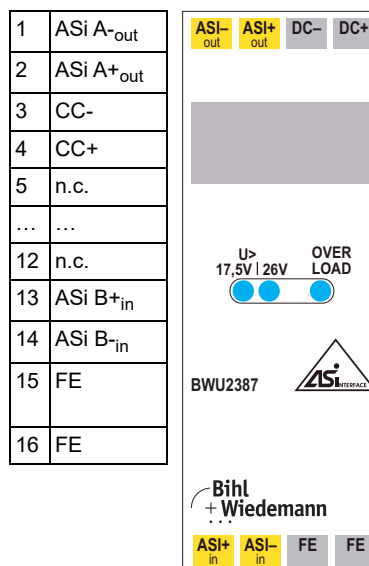 1 ASi A-out
2 ASi A+out
3 CC-
4 CC+
5 n.c.
... ...
12 n.c.
13 ASi B+in
14 ASi B-in
15 FE
16 FE
ASI– ASI+ DC– DC+
out out
U> OVER
17,5V | 26V LOAD
BWU2387 ASi INTERFACE
Bihl
+ Wiedemann
ASI+ ASI– FE FE
in in